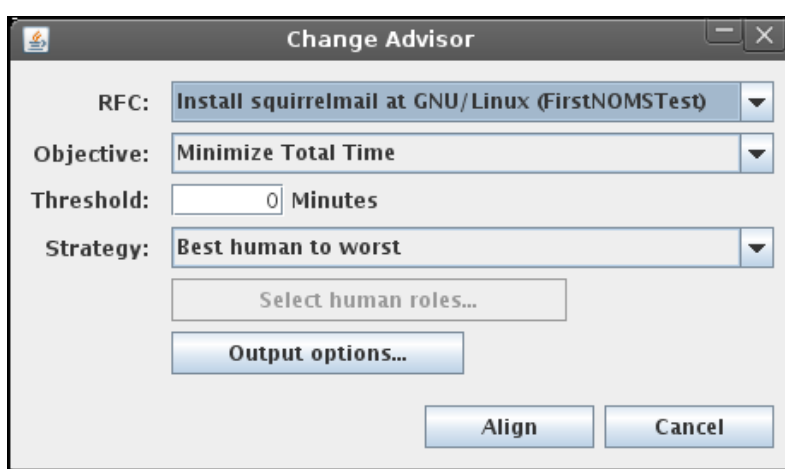 Change Advisor
RFC: Install squirrelmail at GNU/Linux (FirstNOMSTest)
Objective: Minimize Total Time
Threshold: 0 Minutes
Strategy: Best human to worst
Select human roles...
Output options...
Align Cancel